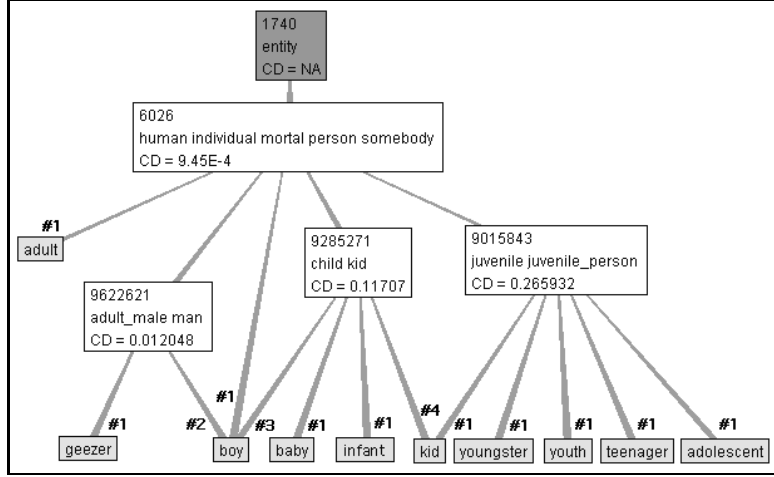 1740
entity
CD = NA
6026
human individual mortal person somebody
CD = 9.45E-4
#1
adult
9285271
child kid
CD = 0.11707
9015843
juvenile juvenile_person
CD = 0.265932
9622621
adult_male man
CD = 0.012048
#1
#2
#1
#3
#1
#1
#4
#1
#1
#1
#1
#1
geezer
boy
baby
infant
kid
youngster
youth
teenager
adolescent